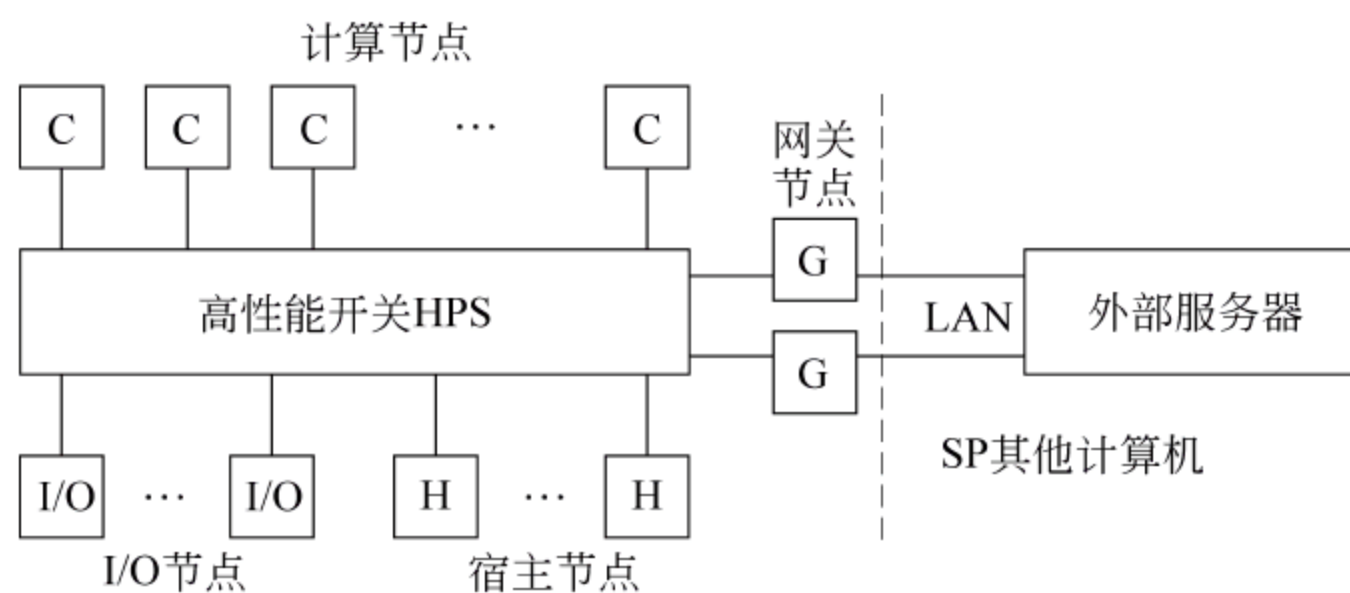 计算节点
C C C … C
网关
节点
G
高性能开关HPS
LAN
外部服务器
G
SP其他计算机
I/O … I/O H … H
I/O节点 宿主节点